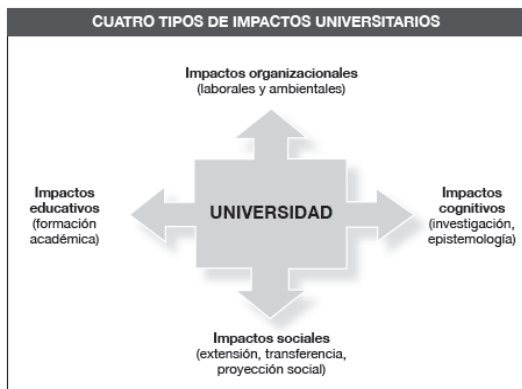 CUATRO TIPOS DE IMPACTOS UNIVERSITARIOS
Impactos organizacionales
(laborales y ambientales)
Impactos
educativos
(formación
académica)
UNIVERSIDAD
Impactos
cognitivos
(investigación,
epistemología)
Impactos sociales
(extensión, transferencia,
proyección social)